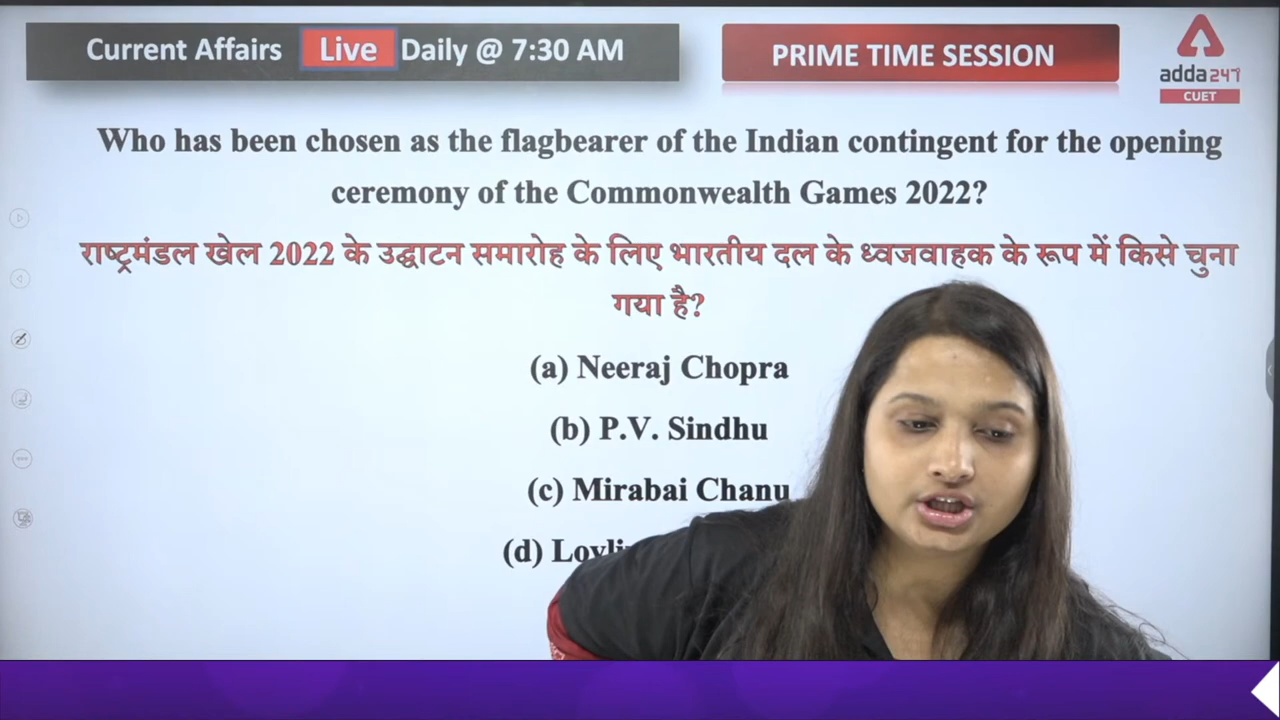 Current Affairs Live Daily @ 7:30 AM
PRIME TIME SESSION
adda247
CUET
Who has been chosen as the flagbearer of the Indian contingent for the opening
ceremony of the Commonwealth Games 2022?
राष्ट्रमंडल खेल 2022 के उद्घाटन समारोह के लिए भारतीय दल के ध्वजवाहक के रूप में किसे चुना
गया है?
(a) Neeraj Chopra
(b) P.V. Sindhu
(c) Mirabai Chanu
(d)